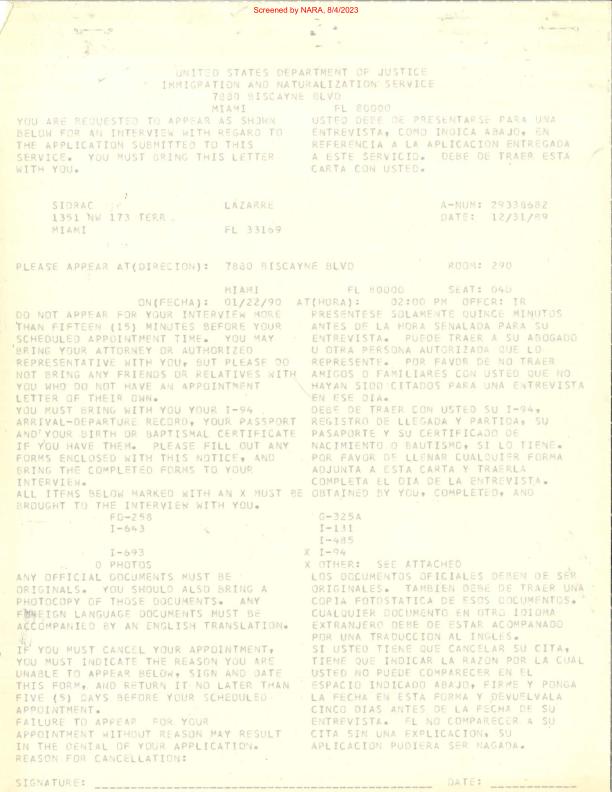 Screened by NARA, 8/4/2023
UNITED STATES DEPARTMENT OF JUSTICE
IMMIGRATION AND NATURALIZATION SERVICE
7880 BISCAYNE BLVD
MIAMI FL 80000
YOU ARE REQUESTED TO APPEAR AS SHOWN
BELOW FOR AN INTERVIEW WITH REGARD TO
THE APPLICATION SUBMITTED TO THIS
SERVICE. YOU MUST BRING THIS LETTER
WITH YOU.
USTED DEBE DE PRESENTARSE PARA UNA
ENTREVISTA, COMO INDICA ABAJO, EN
REFERENCIA A LA APLICACION ENTREGADA
A ESTE SERVICIO. DEBE DE TRAER ESTA
CARTA CON USTED.
SIDRAC LAZARRE A-NUM: 29338682
1351 NW 173 TERR DATE: 12/31/89
MIAMI FL 33169
PLEASE APPEAR AT(DIRECION): 7880 BISCAYNE BLVD ROOM: 290
MIAMI FL 80000 SEAT: 040
ON(FECHA): 01/22/90 AT(HORA): 02:00 PM OFFCR: IR
DO NOT APPEAR FOR YOUR INTERVIEW MORE
THAN FIFTEEN (15) MINUTES BEFORE YOUR
SCHEDULED APPOINTMENT TIME. YOU MAY
BRING YOUR ATTORNEY OR AUTHORIZED
REPRESENTATIVE WITH YOU, BUT PLEASE DO
NOT BRING ANY FRIENDS OR RELATIVES WITH
YOU WHO DO NOT HAVE AN APPOINTMENT
LETTER OF THEIR OWN.
YOU MUST BRING WITH YOU YOUR I-94
ARRIVAL-DEPARTURE RECORD, YOUR PASSPORT
AND YOUR BIRTH OR BAPTISMAL CERTIFICATE
IF YOU HAVE THEM. PLEASE FILL OUT ANY
FORMS ENCLOSED WITH THIS NOTICE, AND
BRING THE COMPLETED FORMS TO YOUR
INTERVIEW.
PRESENTESE SOLAMENTE QUINCE MINUTOS
ANTES DE LA HORA SENALADA PARA SU
ENTREVISTA. PUEDE TRAER A SU ABOGADO
U OTRA PERSONA AUTORIZADA QUE LO
REPRESENTE. POR FAVOR DE NO TRAER
AMIGOS O FAMILIARES CON USTED QUE NO
HAYAN SIDO CITADOS PARA UNA ENTREVISTA
EN ESE DIA.
DEBE DE TRAER CON USTED SU I-94,
REGISTRO DE LLEGADA Y PARTIDA, SU
PASAPORTE Y SU CERTIFICADO DE
NACIMIENTO O BAUTISMO, SI LO TIENE.
POR FAVOR DE LLENAR CUALQUIER FORMA
ADJUNTA A ESTA CARTA Y TRAERLA
COMPLETA EL DIA DE LA ENTREVISTA.
ALL ITEMS BELOW MARKED WITH AN X MUST BE OBTAINED BY YOU, COMPLETED, AND
BROUGHT TO THE INTERVIEW WITH YOU.
FD-258 G-325A
I-643 I-131
I-485
I-693 X I-94
0 PHOTOS X OTHER: SEE ATTACHED
ANY OFFICIAL DOCUMENTS MUST BE
ORIGINALS. YOU SHOULD ALSO BRING A
PHOTOCOPY OF THOSE DOCUMENTS. ANY
FOREIGN LANGUAGE DOCUMENTS MUST BE
ACCOMPANIED BY AN ENGLISH TRANSLATION.
IF YOU MUST CANCEL YOUR APPOINTMENT,
YOU MUST INDICATE THE REASON YOU ARE
UNABLE TO APPEAR BELOW, SIGN AND DATE
THIS FORM, AND RETURN IT NO LATER THAN
FIVE (5) DAYS BEFORE YOUR SCHEDULED
APPOINTMENT.
FAILURE TO APPEAR FOR YOUR
APPOINTMENT WITHOUT REASON MAY RESULT
IN THE DENIAL OF YOUR APPLICATION.
REASON FOR CANCELLATION:
LOS DOCUMENTOS OFICIALES DEBEN DE SER
ORIGINALES. TAMBIEN DEBE DE TRAER UNA
COPIA FOTOSTATICA DE ESOS DOCUMENTOS.
CUALQUIER DOCUMENTO EN OTRO IDIOMA
EXTRANJERO DEBE DE ESTAR ACOMPANADO
POR UNA TRADUCCION AL INGLES.
SI USTED TIENE QUE CANCELAR SU CITA,
TIENE QUE INDICAR LA RAZON POR LA CUAL
USTED NO PUEDE COMPARECER EN EL
ESPACIO INDICADO ABAJO, FIRME Y PONGA
LA FECHA EN ESTA FORMA Y DEVUELVALA
CINCO DIAS ANTES DE LA FECHA DE SU
ENTREVISTA. EL NO COMPARECER A SU
CITA SIN UNA EXPLICACION, SU
APLICACION PUDIERA SER NAGADA.
SIGNATURE: DATE: